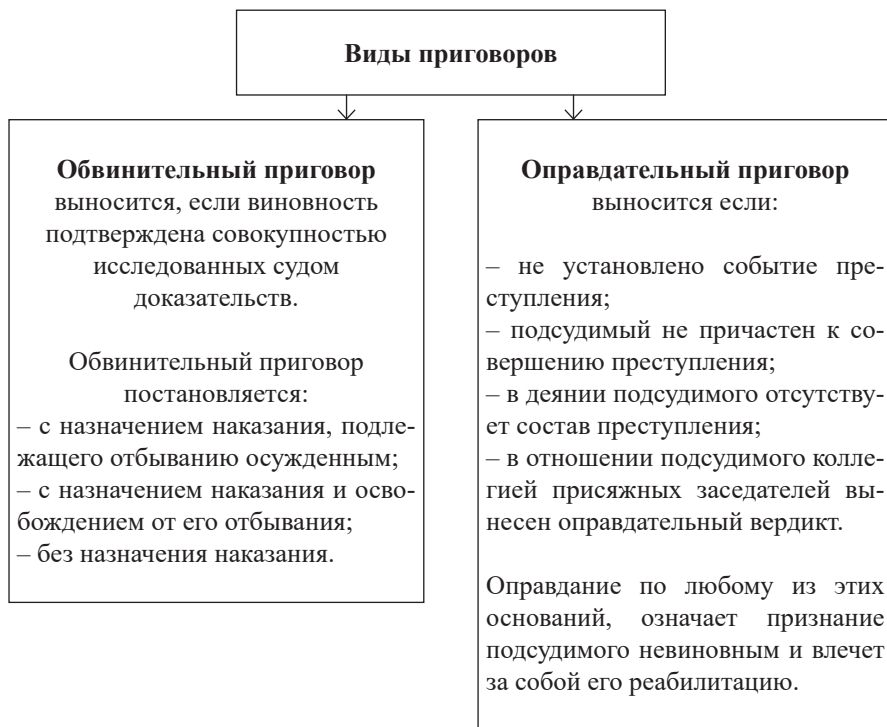 Виды приговоров
Обвинительный приговор
выносится, если виновность
подтверждена совокупностью
исследованных судом
доказательств.
Обвинительный приговор
постановляется:
– с назначением наказания, подле-
жащего отбыванию осужденным;
– с назначением наказания и осво-
бождением от его отбывания;
– без назначения наказания.
Оправдательный приговор
выносится если:
– не установлено событие пре-
ступления;
– подсудимый не причастен к со-
вершению преступления;
– в деянии подсудимого отсутству-
ет состав преступления;
– в отношении подсудимого колле-
гией присяжных заседателей вы-
несен оправдательный вердикт.
Оправдание по любому из этих
оснований, означает признание
подсудимого невиновным и влечет
за собой его реабилитацию.